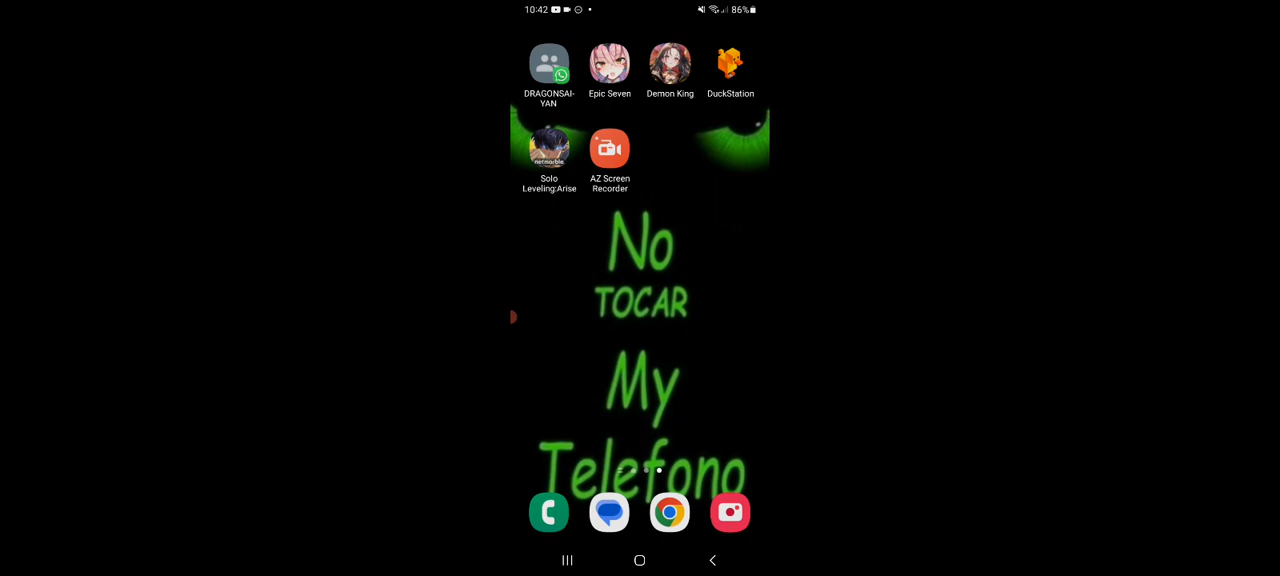 10:42
86%
DRAGONSAI-
YAN
Epic Seven
Demon King
DuckStation
netmarble
Solo
Leveling:Arise
AZ Screen
Recorder
No
TOCAR
My
Telefono